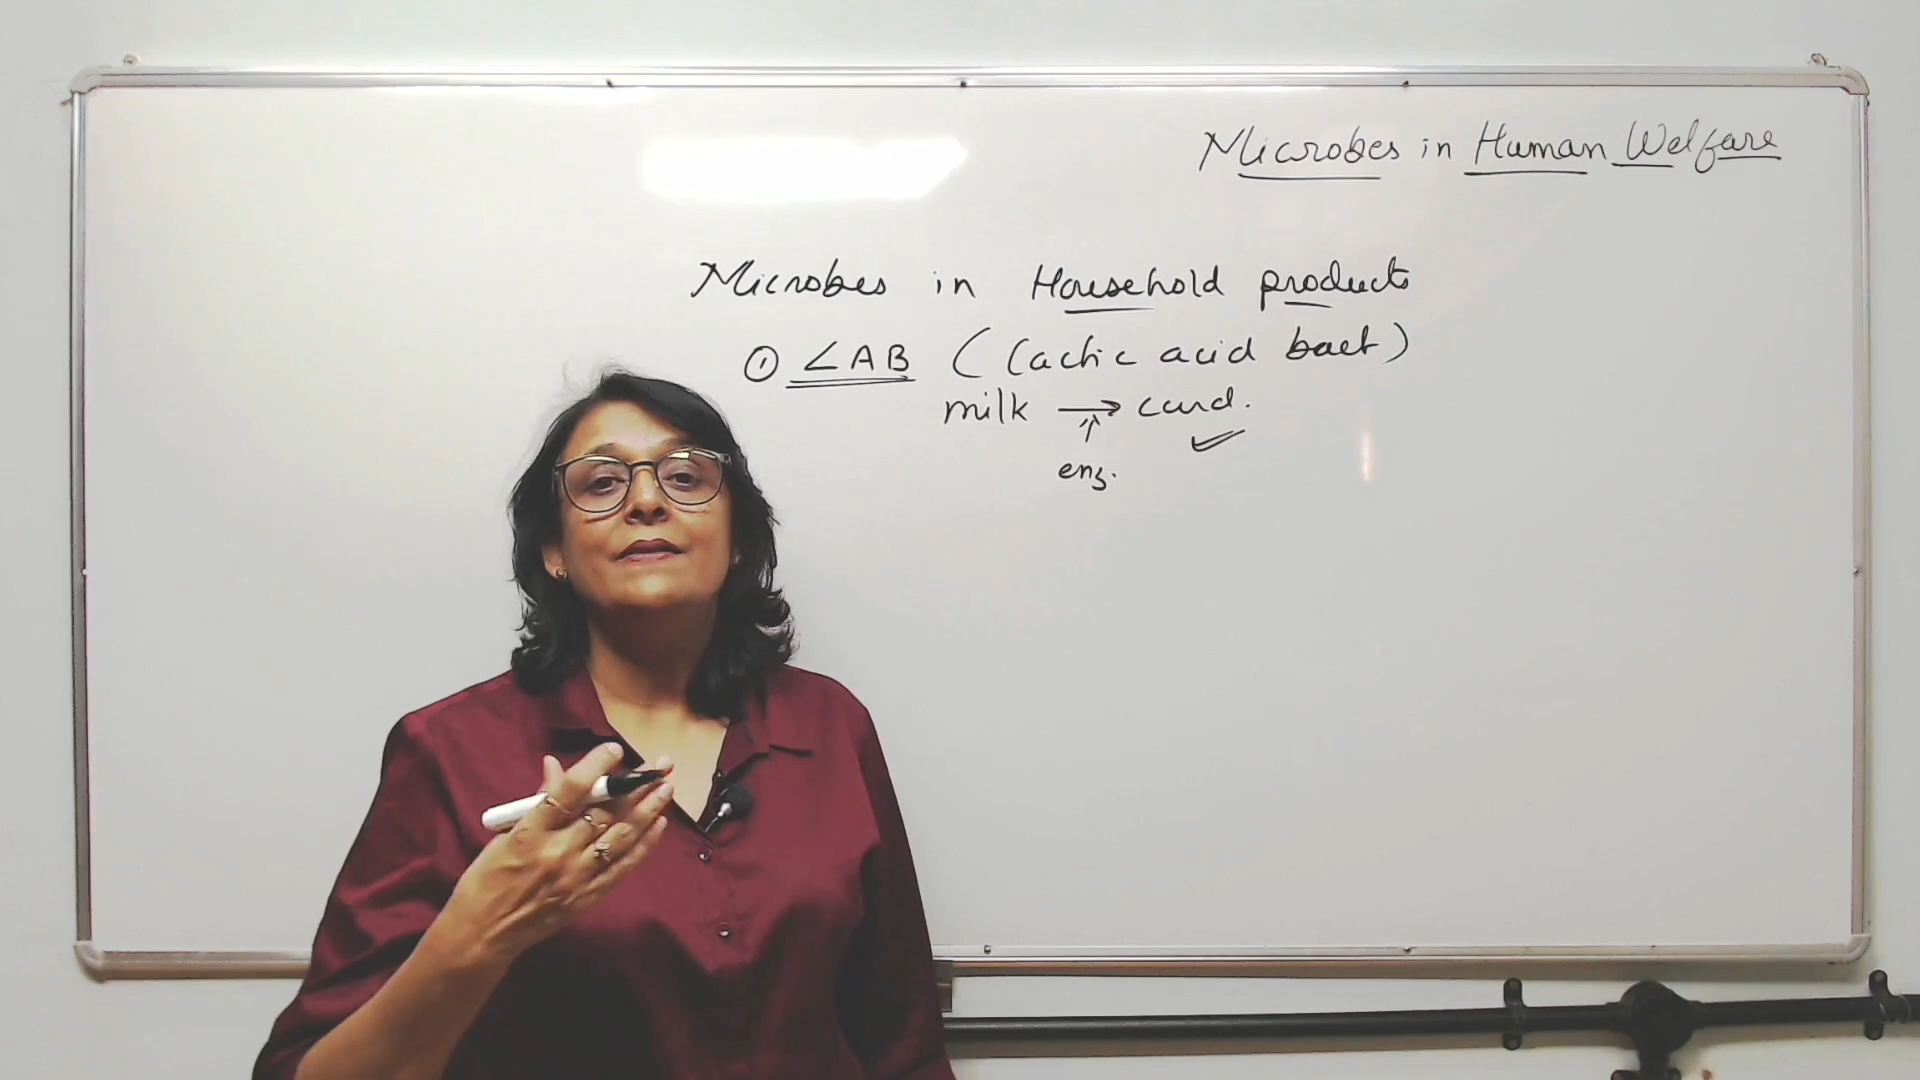 Microbes in Human Welfare
Microbes in Household products
① LAB (Lactic acid bact)
milk → curd.
↑
enz.